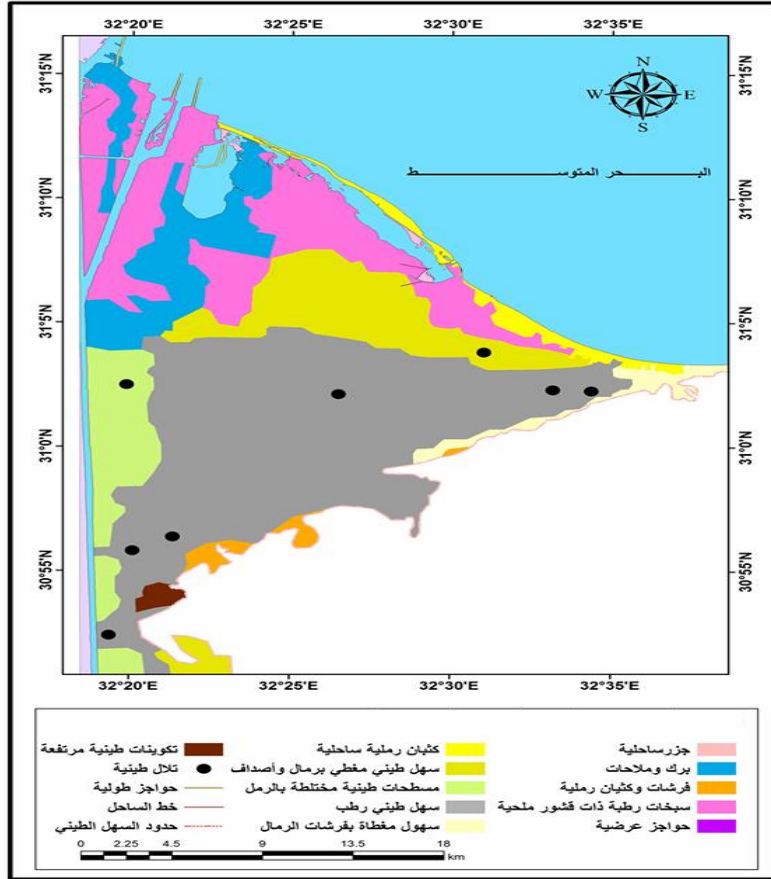 32°20'E 32°25'E 32°30'E 32°35'E
31°15'N 31°15'N
N
W E
S
البـــــحر المتوســـــط
31°10'N 31°10'N
31°5'N 31°5'N
31°0'N 31°0'N
30°55'N 30°55'N
32°20'E 32°25'E 32°30'E 32°35'E
جزرساحلية
برك وملاحات
فرشات وكثبان رملية
سبخات رطبة ذات قشور ملحية
حواجز عرضية
كثبان رملية ساحلية
سهل طيني مغطي برمال وأصداف
مسطحات طينية مختلطة بالرمل
سهل طيني رطب
سهول مغطاة بفرشات الرمال
تكوينات طينية مرتفعة
تلال طينية
حواجز طولية
خط الساحل
حدود السهل الطيني
0 2.25 4.5 9 13.5 18
km